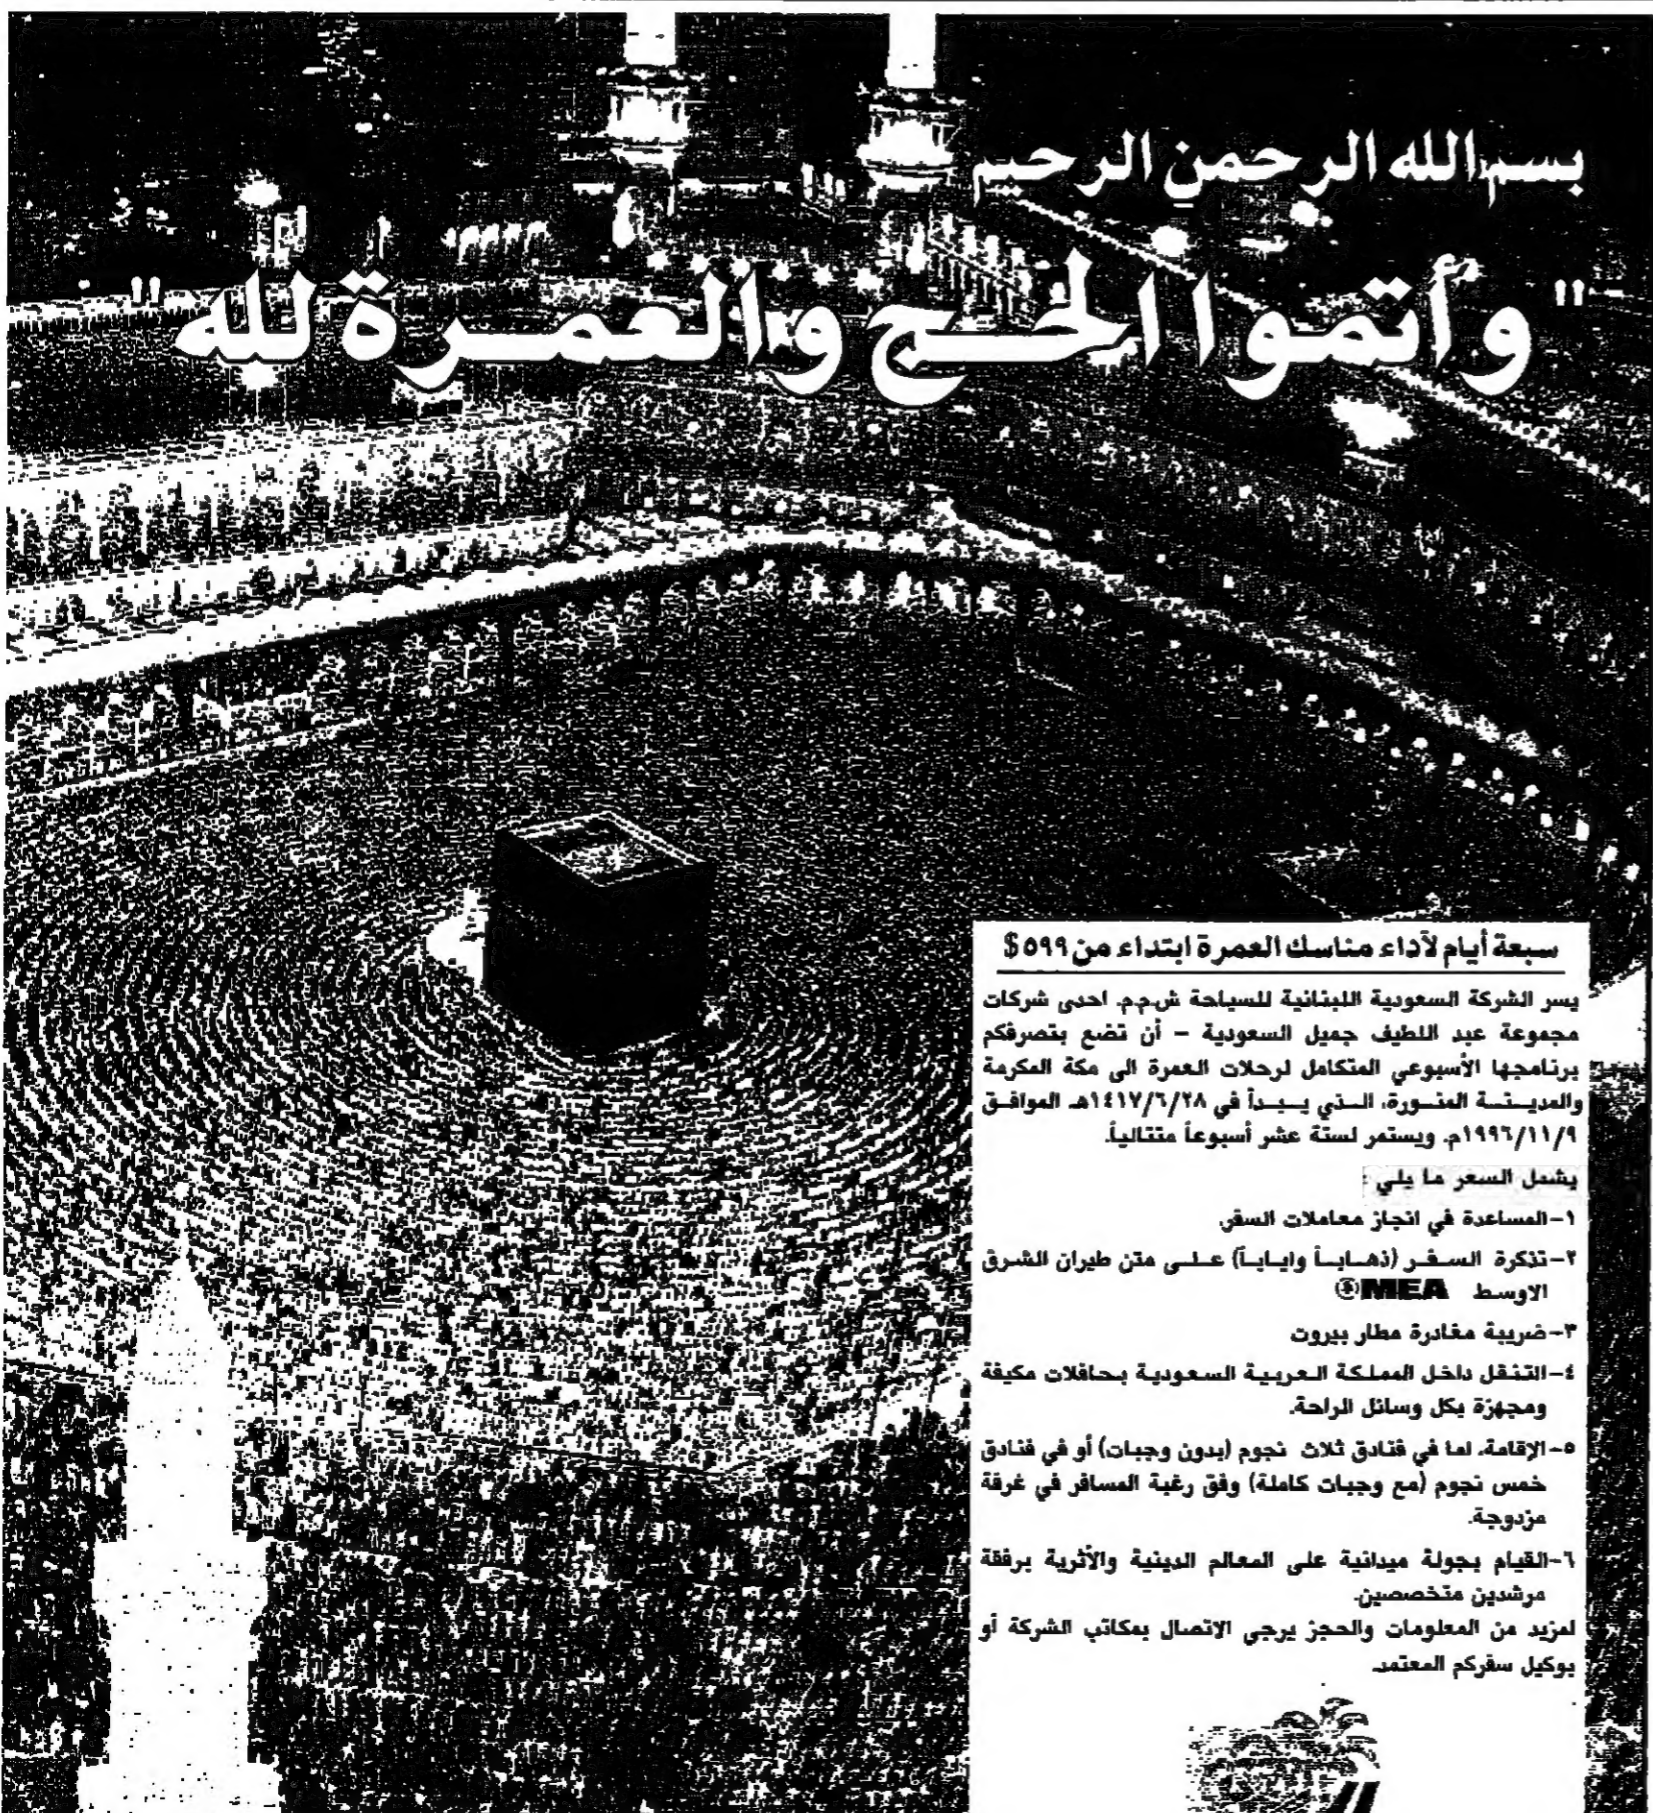 بسم الله الرحمن الرحيم
"وأتموا الحج والعمرة لله"
سبعة أيام لآداء مناسك العمرة ابتداء من ٥٩٩$
يسر الشركة السعودية اللبنانية للسياحة ش.م.م. احدى شركات
مجموعة عبد اللطيف جميل السعودية – أن تضع بتصرفكم
برنامجها الأسبوعي المتكامل لرحلات العمرة الى مكة المكرمة
والمدينة المنورة، الذي يبدأ في ١٤١٧/٦/٢٨هـ الموافق
١٩٩٦/١١/٩م. ويستمر لستة عشر أسبوعاً متتالياً.
يشمل السعر ما يلي :
١-المساعدة في انجاز معاملات السفر.
٢-تذكرة السفر (ذهاباً واياباً) على متن طيران الشرق
الاوسط MEA
٣-ضريبة مغادرة مطار بيروت
٤-التنقل داخل المملكة العربية السعودية بحافلات مكيفة
ومجهزة بكل وسائل الراحة.
٥-الإقامة، اما في فنادق ثلاث نجوم (بدون وجبات) أو في فنادق
خمس نجوم (مع وجبات كاملة) وفق رغبة المسافر في غرفة
مزدوجة.
٦-القيام بجولة ميدانية على المعالم الدينية والأثرية برفقة
مرشدين متخصصين.
لمزيد من المعلومات والحجز يرجى الاتصال بمكاتب الشركة أو
بوكيل سفركم المعتمد.